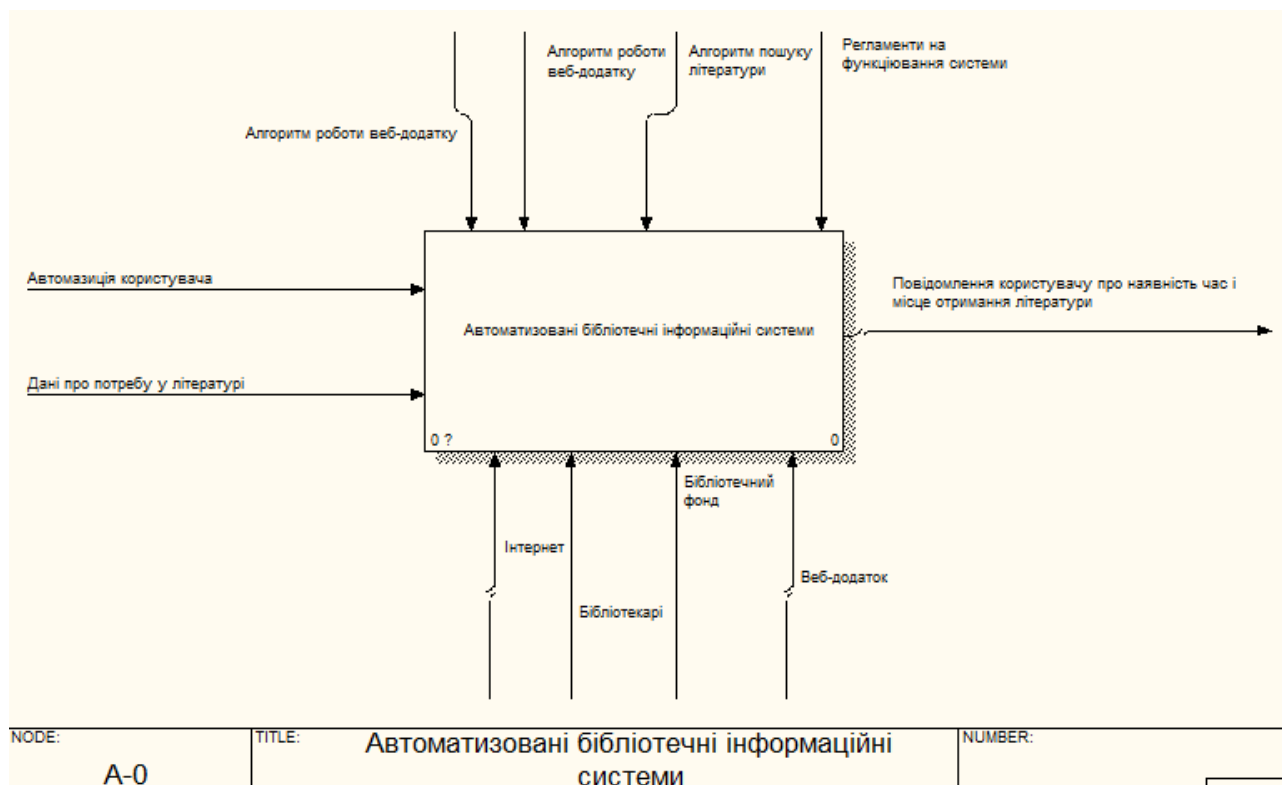 Алгоритм роботи
веб-додатку
Алгоритм пошуку
літератури
Регламенти на
функціювання системи
Алгоритм роботи веб-додатку
Автомазиція користувача
Повідомлення користувачу про наявність час і
місце отримання літератури
Автоматизовані бібліотечні інформаційні системи
Дані про потребу у літературі
0 ?
0
Бібліотечний
фонд
Інтернет
Веб-додаток
Бібліотекарі
NODE:
A-0
TITLE:
Автоматизовані бібліотечні інформаційні
системи
NUMBER: